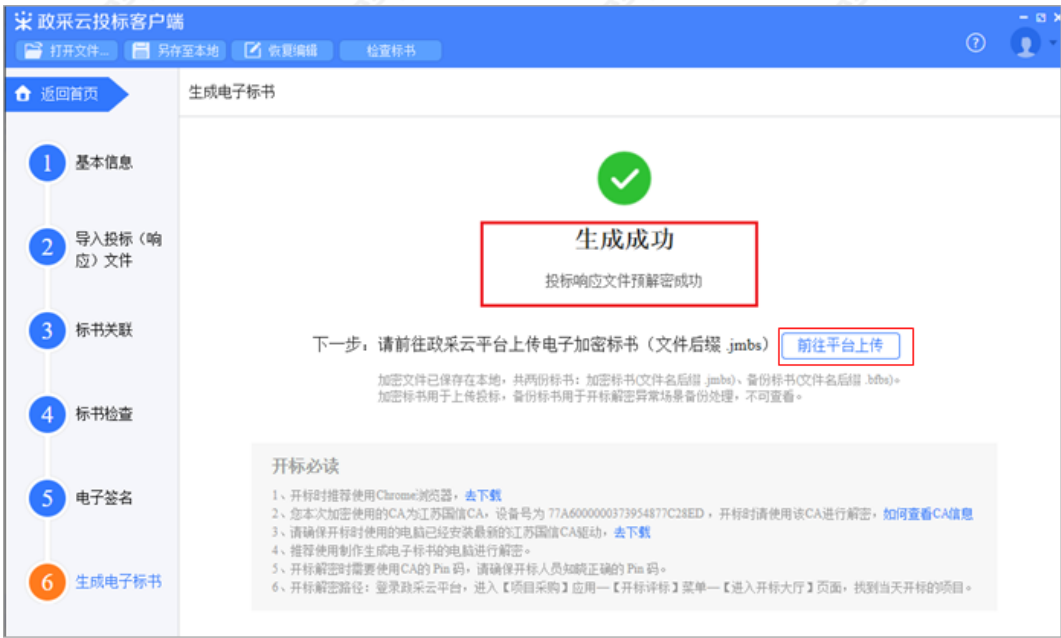 政采云投标客户端
打开文件... 另存至本地 恢复编辑 检查标书
返回首页
生成电子标书
1 基本信息
2 导入投标（响
应）文件
3 标书关联
4 标书检查
5 电子签名
6 生成电子标书
生成成功
投标响应文件预解密成功
下一步，请前往政采云平台上传电子加密标书（文件后缀 .jmbs） 前往平台上传
加密文件已保存在本地，共两份标书：加密标书(文件名后缀 .jmbs)、备份标书(文件名后缀 .bfbs)。
加密标书用于上传投标，备份标书用于开标解密异常场景备份处理，不可查看。
开标必读
1、开标时推荐使用Chrome浏览器，去下载
2、您本次加密使用的CA为江苏国信CA，设备号为 77A6000000373954877C28ED ，开标时请使用该CA进行解密，如何查看CA信息
3、请确保开标时使用的电脑已经安装最新的江苏国信CA驱动，去下载
4、推荐使用制作生成电子标书的电脑进行解密。
5、开标解密时需要使用CA的 Pin 码，请确保开标人员知晓正确的 Pin 码。
6、开标解密路径：登录政采云平台，进入【项目采购】应用—【开标评标】菜单—【进入开标大厅】页面，找到当天开标的项目。